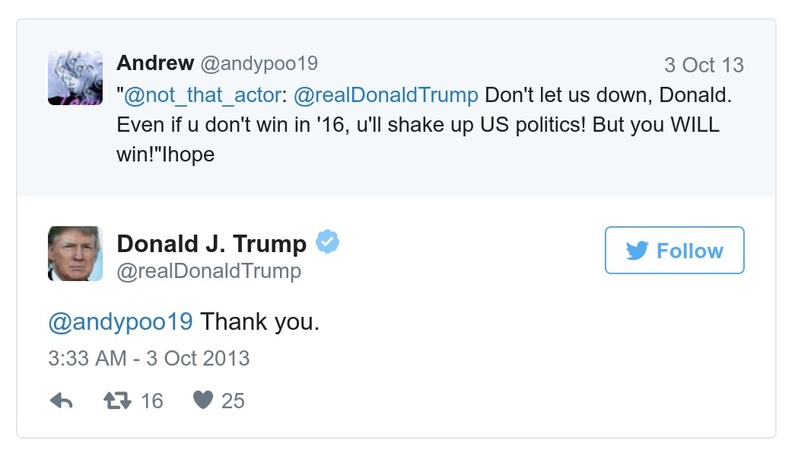 Andrew @andypoo19 3 Oct 13
"@not_that_actor: @realDonaldTrump Don't let us down, Donald.
Even if u don't win in '16, u'll shake up US politics! But you WILL
win!"Ihope
Donald J. Trump
@realDonaldTrump
Follow
@andypoo19 Thank you.
3:33 AM - 3 Oct 2013
16 25